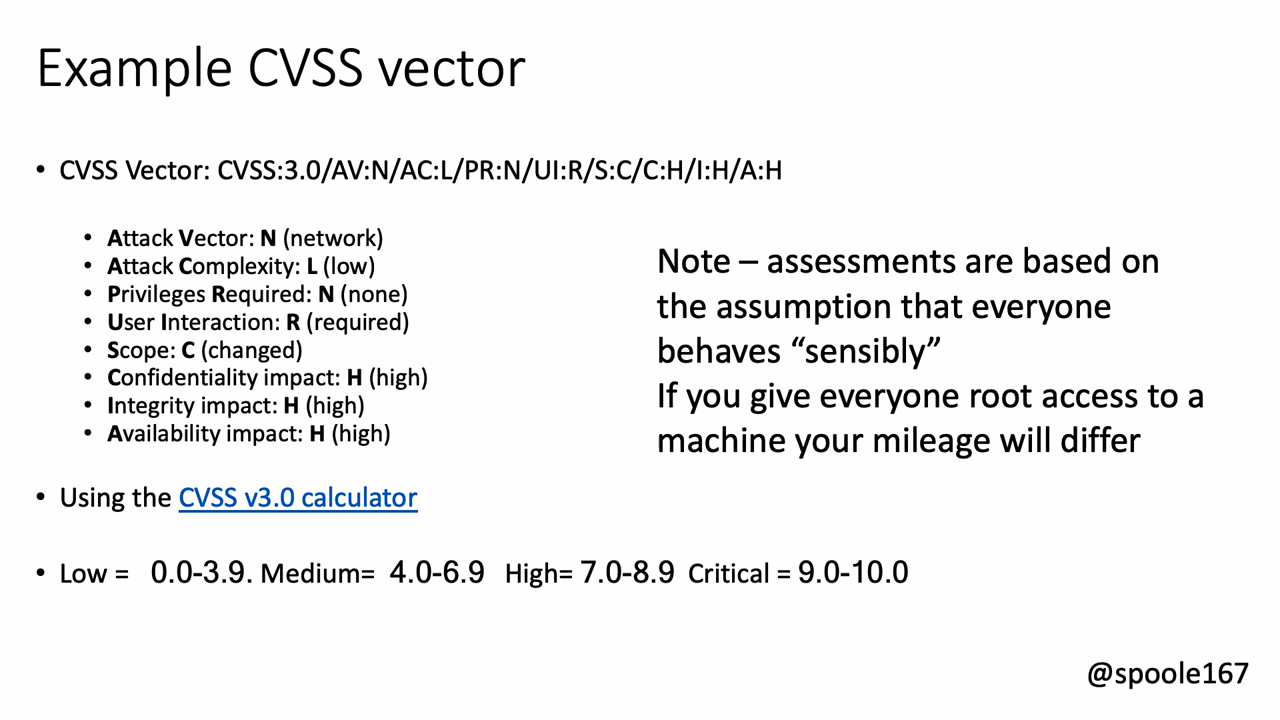 Example CVSS vector
• CVSS Vector: CVSS:3.0/AV:N/AC:L/PR:N/UI:R/S:C/C:H/I:H/A:H
• Attack Vector: N (network)
• Attack Complexity: L (low)
• Privileges Required: N (none)
• User Interaction: R (required)
• Scope: C (changed)
• Confidentiality impact: H (high)
• Integrity impact: H (high)
• Availability impact: H (high)
Note – assessments are based on
the assumption that everyone
behaves “sensibly”
If you give everyone root access to a
machine your mileage will differ
• Using the CVSS v3.0 calculator
• Low = 0.0-3.9. Medium= 4.0-6.9 High= 7.0-8.9 Critical = 9.0-10.0
@spoole167